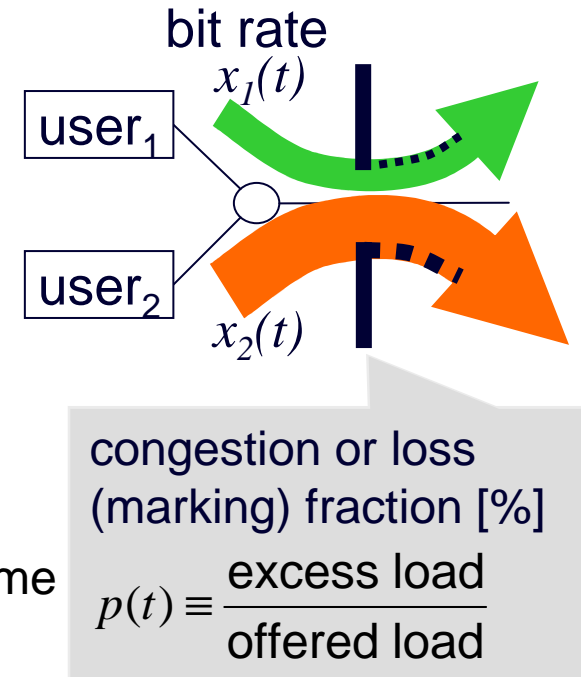 bit rate
x₁(t)
user₁
user₂
x₂(t)
congestion or loss
(marking) fraction [%]
me
p(t) ≡ excess load
offered load